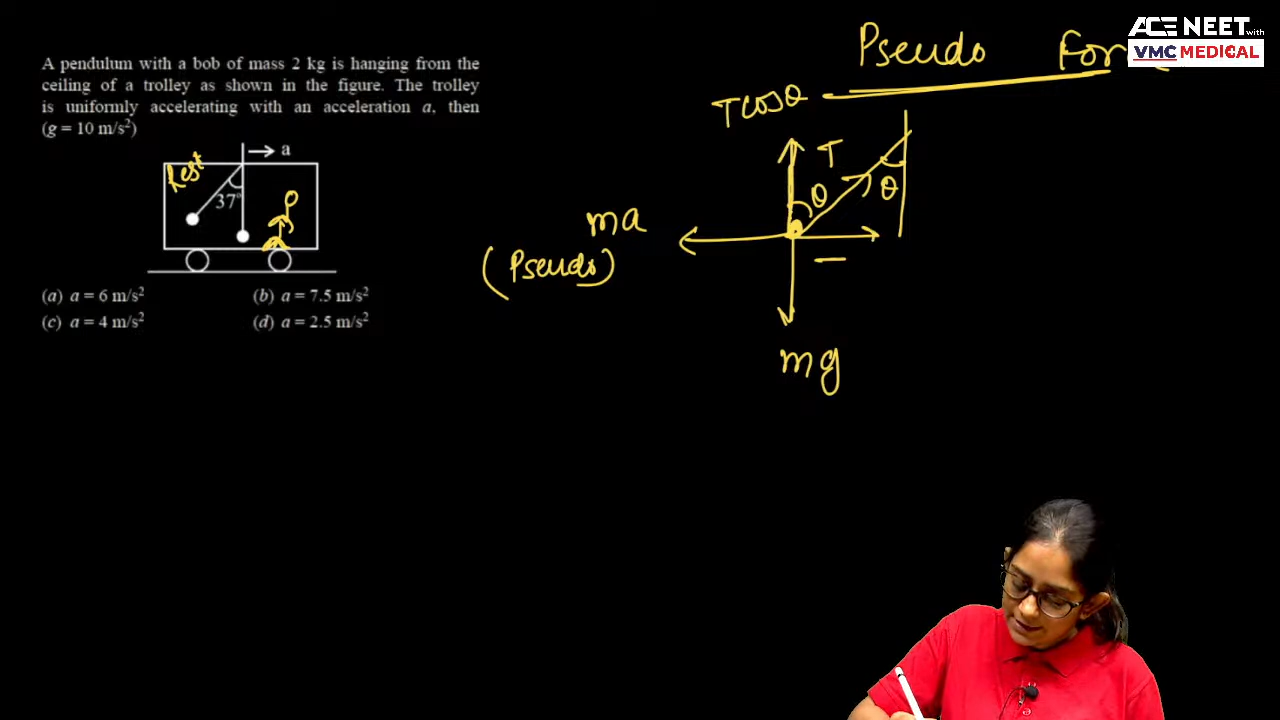 ACE NEET with
VMC MEDICAL
Pseudo For
A pendulum with a bob of mass 2 kg is hanging from the
ceiling of a trolley as shown in the figure. The trolley
is uniformly accelerating with an acceleration a, then
(g = 10 m/s²)
a
Rest
37°
(a) a = 6 m/s²
(b) a = 7.5 m/s²
(c) a = 4 m/s²
(d) a = 2.5 m/s²
Tcosθ
T
θ
θ
ma
(Pseudo)
mg